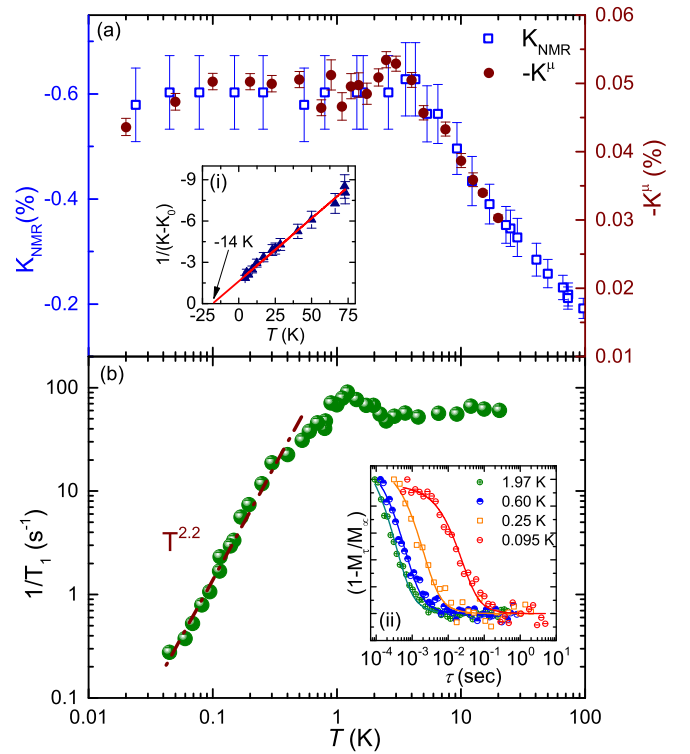 (a)
K_NMR
-K^μ
-0.6
-0.4
-0.2
K_NMR(%)
0.06
0.05
0.04
0.03
0.02
0.01
-K^μ (%)
(i)
-9
-6
-3
0
1/(K-K_0)
-14 K
-25 0 25 50 75
T (K)
(b)
100
10
1
0.1
1/T_1 (s^-1)
T^2.2
1.97 K
0.60 K
0.25 K
0.095 K
(1-M_τ/M_∞)
(ii)
10^-4 10^-3 10^-2 10^-1 10^0 10^1
τ (sec)
0.01 0.1 1 10 100
T (K)